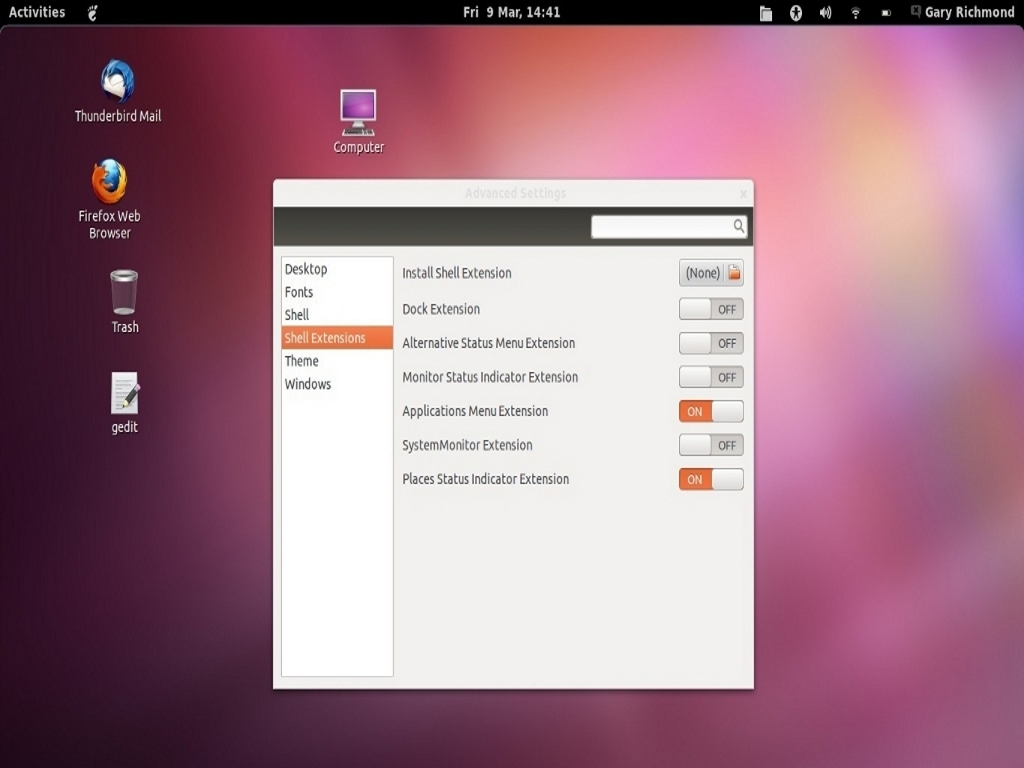 Activities
Fri 9 Mar, 14:41
Gary Richmond
Thunderbird Mail
Computer
Firefox Web
Browser
Trash
gedit
Advanced Settings
Desktop
Fonts
Shell
Shell Extensions
Theme
Windows
Install Shell Extension
(None)
Dock Extension
OFF
Alternative Status Menu Extension
OFF
Monitor Status Indicator Extension
OFF
Applications Menu Extension
ON
SystemMonitor Extension
OFF
Places Status Indicator Extension
ON